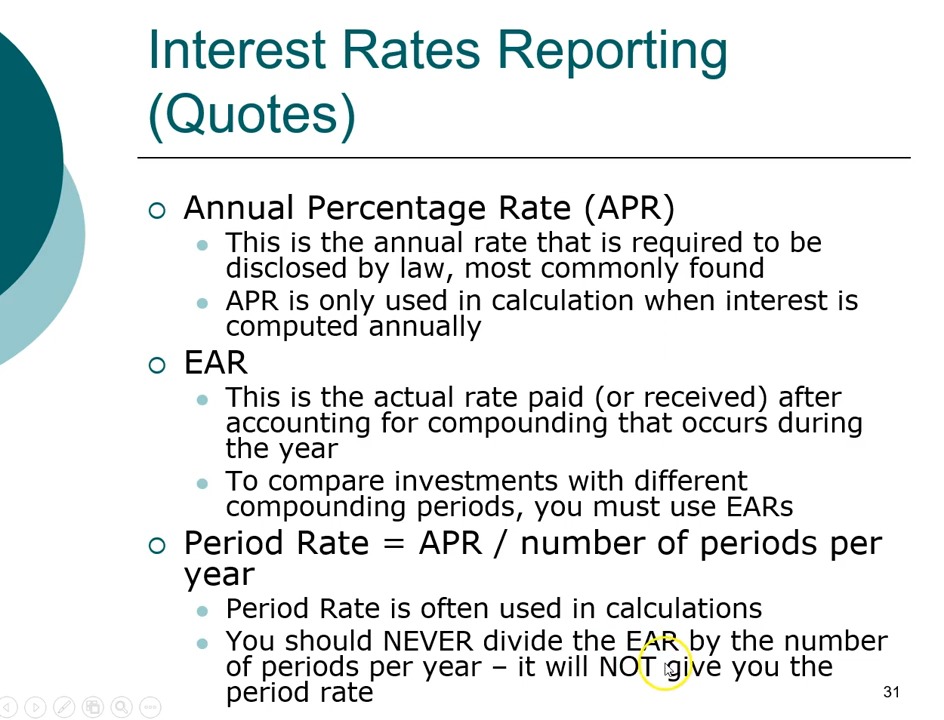 Interest Rates Reporting
(Quotes)
Annual Percentage Rate (APR)
This is the annual rate that is required to be
disclosed by law, most commonly found
APR is only used in calculation when interest is
computed annually
EAR
This is the actual rate paid (or received) after
accounting for compounding that occurs during
the year
To compare investments with different
compounding periods, you must use EARs
Period Rate = APR / number of periods per
year
Period Rate is often used in calculations
You should NEVER divide the EAR by the number
of periods per year – it will NOT give you the
period rate
31